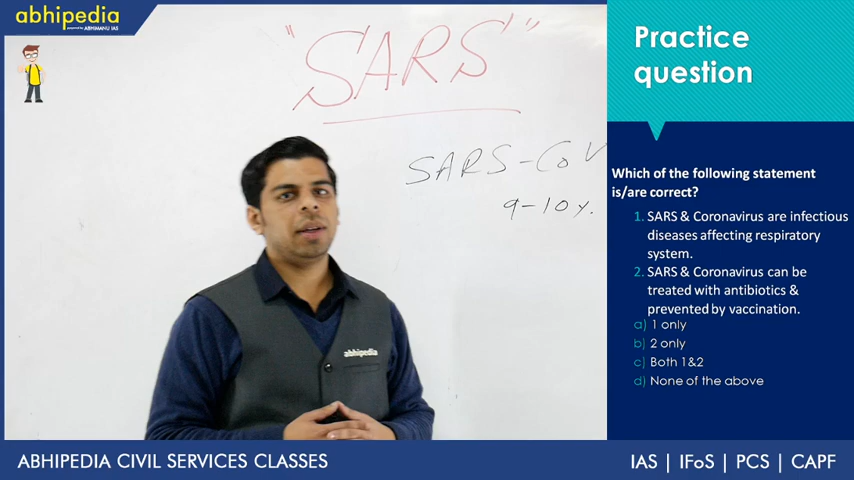 abhipedia
powered by ABHIMANU IAS
"SARS"
SARS-CoV
9-10 y.
abhipedia
Practice
question
Which of the following statement
is/are correct?
1. SARS & Coronavirus are infectious
diseases affecting respiratory
system.
2. SARS & Coronavirus can be
treated with antibiotics &
prevented by vaccination.
a) 1 only
b) 2 only
c) Both 1&2
d) None of the above
ABHIPEDIA CIVIL SERVICES CLASSES
IAS | IFoS | PCS | CAPF